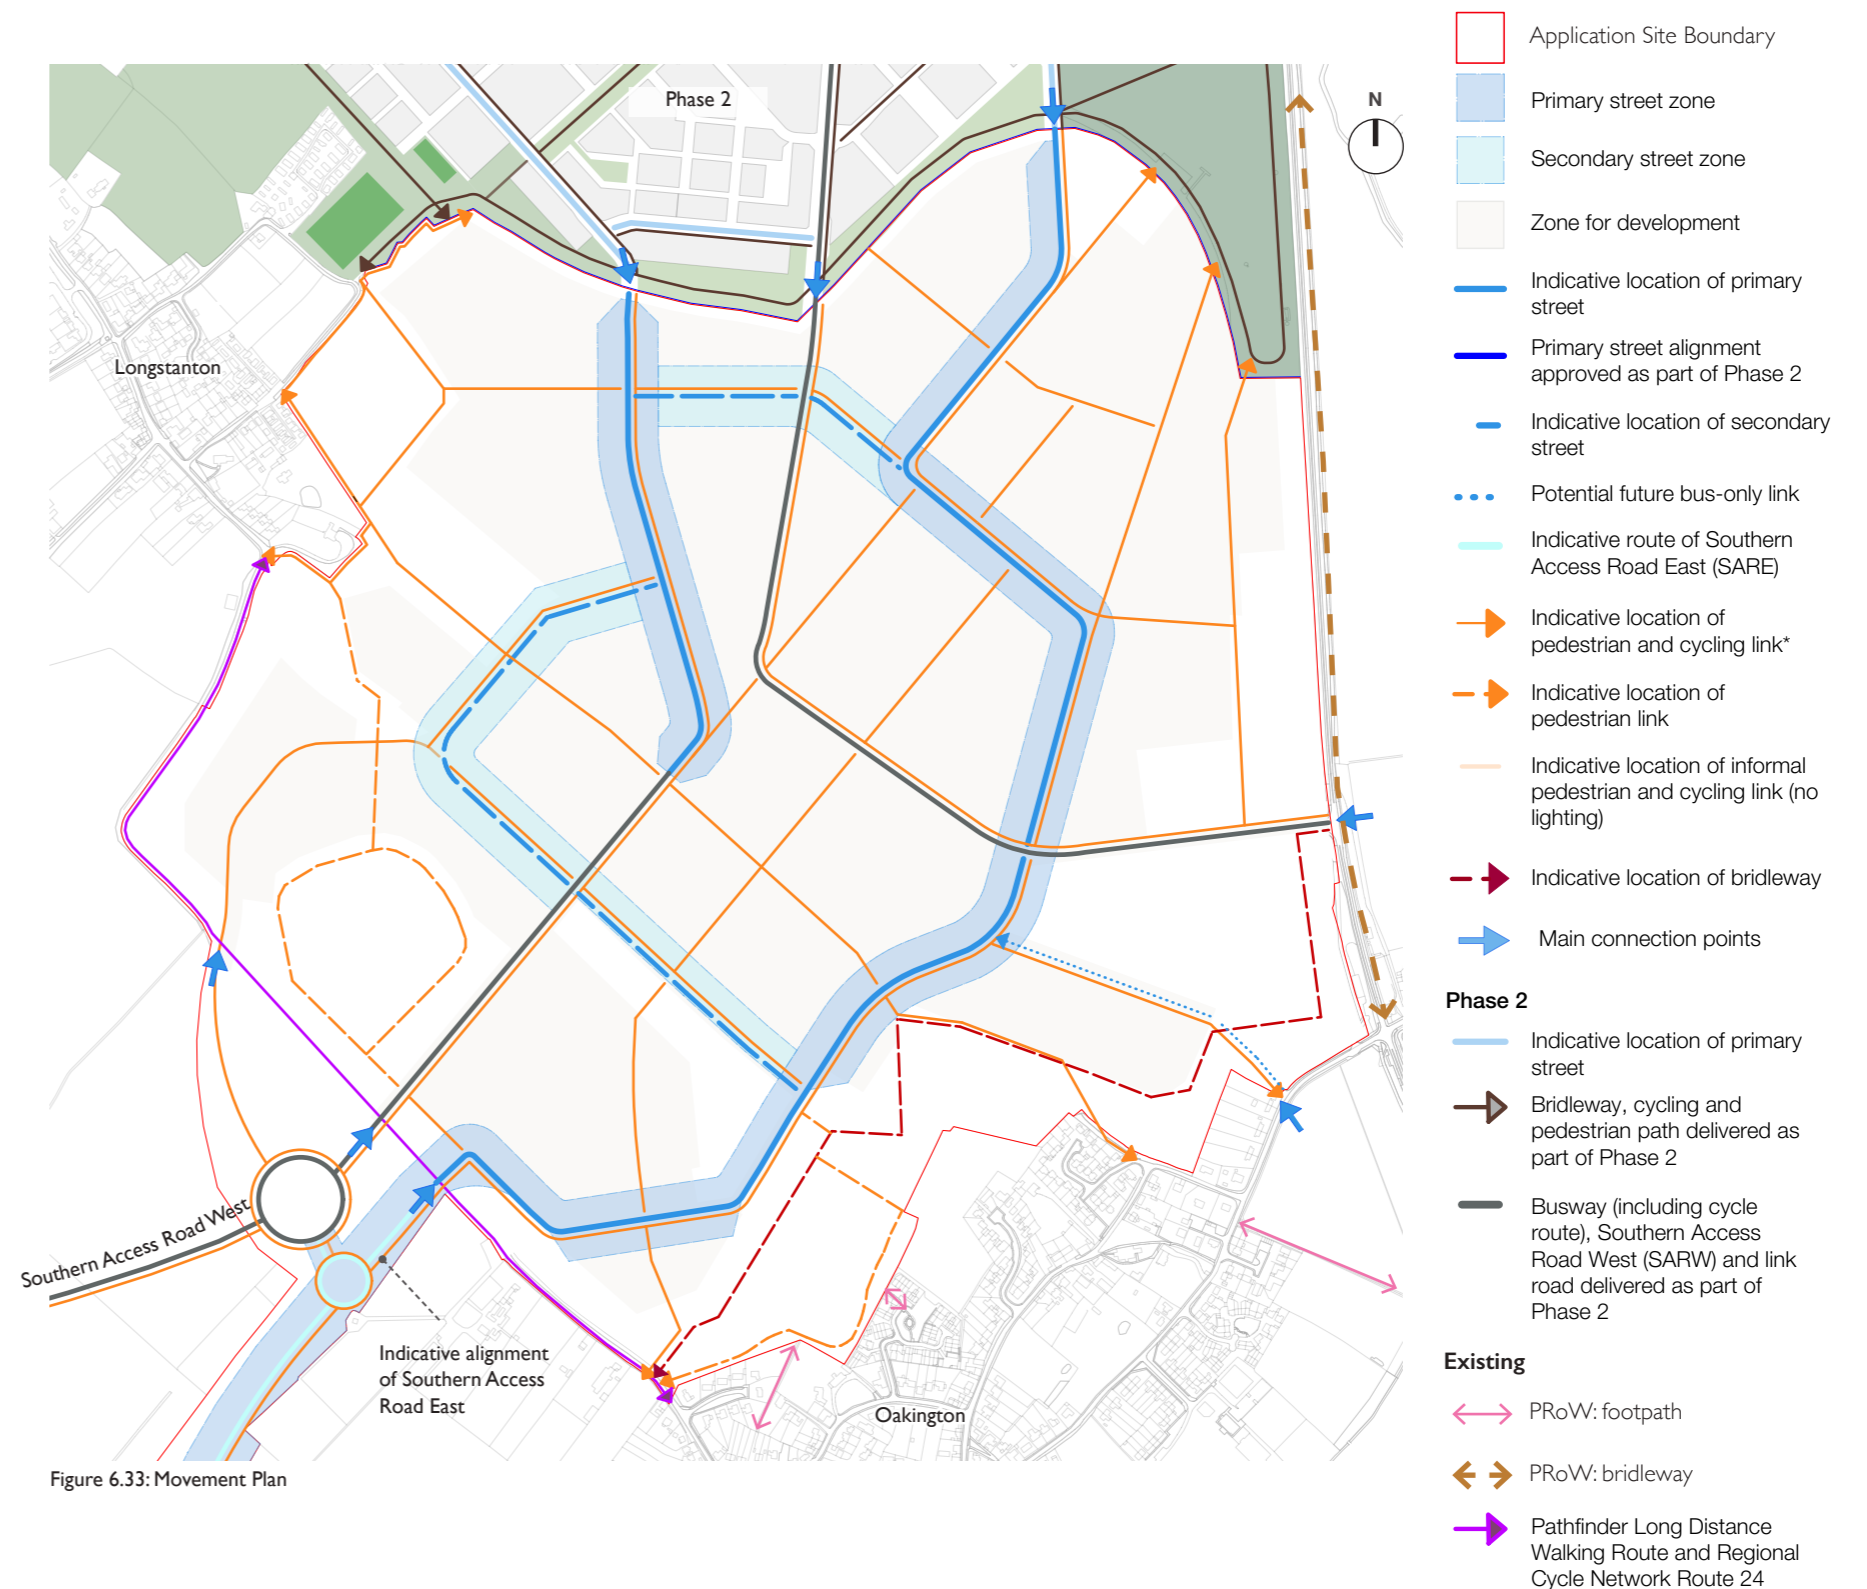 Phase 2
N
Longstanton
Southern Access Road West
Indicative alignment
of Southern Access
Road East
Oakington
Figure 6.33: Movement Plan
Application Site Boundary
Primary street zone
Secondary street zone
Zone for development
Indicative location of primary
street
Primary street alignment
approved as part of Phase 2
Indicative location of secondary
street
Potential future bus-only link
Indicative route of Southern
Access Road East (SARE)
Indicative location of
pedestrian and cycling link*
Indicative location of
pedestrian link
Indicative location of informal
pedestrian and cycling link (no
lighting)
Indicative location of bridleway
Main connection points
Phase 2
Indicative location of primary
street
Bridleway, cycling and
pedestrian path delivered as
part of Phase 2
Busway (including cycle
route), Southern Access
Road West (SARW) and link
road delivered as part of
Phase 2
Existing
PRoW: footpath
PRoW: bridleway
Pathfinder Long Distance
Walking Route and Regional
Cycle Network Route 24